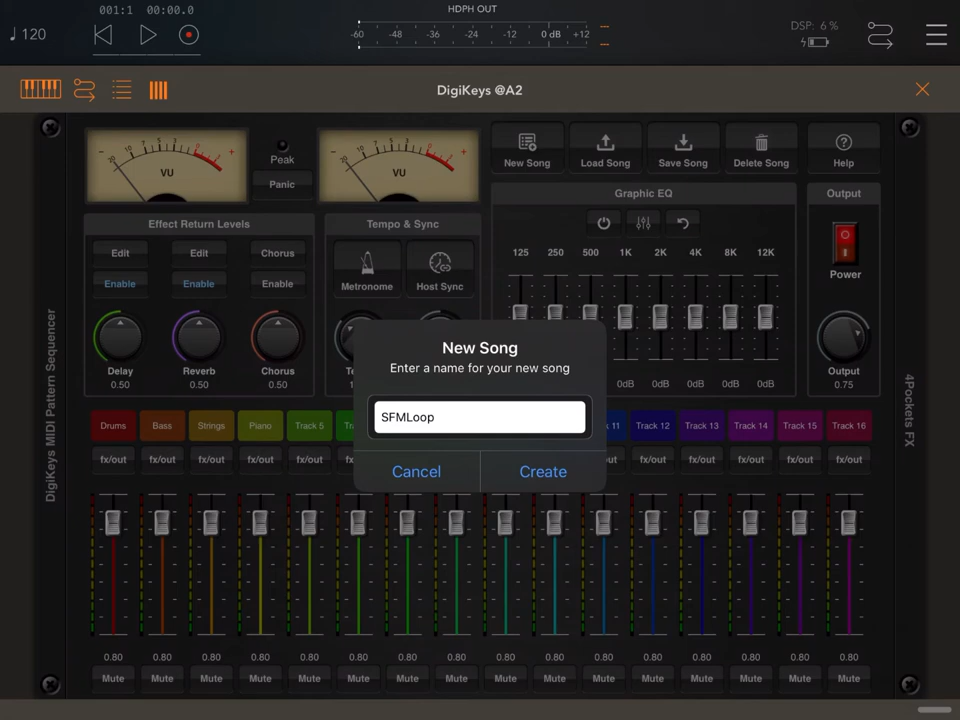 001:1 00:00.0
HDPH OUT
♩120
-60 -48 -36 -24 -12 0 dB +12
DSP: 6 %
DigiKeys @A2
VU
Peak
Panic
VU
New Song
Load Song
Save Song
Delete Song
Help
Effect Return Levels
Tempo & Sync
Graphic EQ
Output
Edit Edit Chorus
Enable Enable Enable
Metronome
Host Sync
125 250 500 1K 2K 4K 8K 12K
Power
Delay Reverb Chorus
0.50 0.50 0.50
0dB 0dB 0dB 0dB 0dB
Output
0.75
New Song
Enter a name for your new song
SFMLoop
Cancel
Create
DigiKeys MIDI Pattern Sequencer
4Pockets FX
Drums Bass Strings Piano Track 5 Track 12 Track 13 Track 14 Track 15 Track 16
fx/out fx/out fx/out fx/out fx/out fx/out fx/out fx/out fx/out fx/out
0.80 0.80 0.80 0.80 0.80 0.80 0.80 0.80 0.80 0.80 0.80 0.80 0.80 0.80 0.80 0.80
Mute Mute Mute Mute Mute Mute Mute Mute Mute Mute Mute Mute Mute Mute Mute Mute